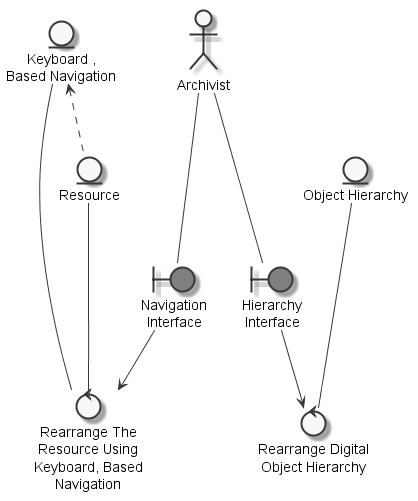 Keyboard ,
Based Navigation
Archivist
Resource
Object Hierarchy
Navigation
Interface
Hierarchy
Interface
Rearrange The
Resource Using
Keyboard, Based
Navigation
Rearrange Digital
Object Hierarchy